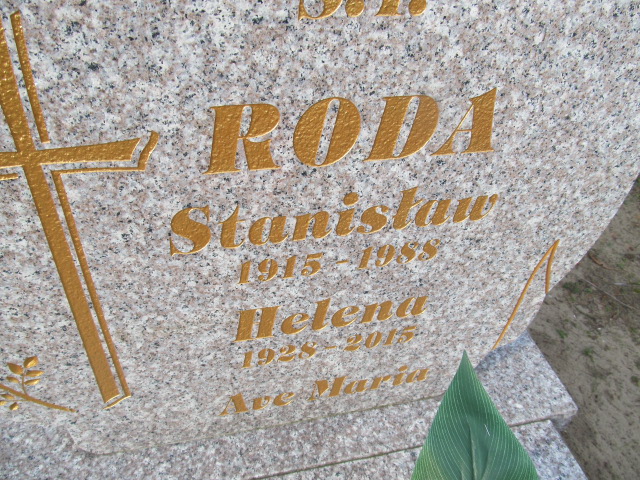 RODA
Stanisław
1915 - 1988
Helena
1928 - 2015
Ave Maria